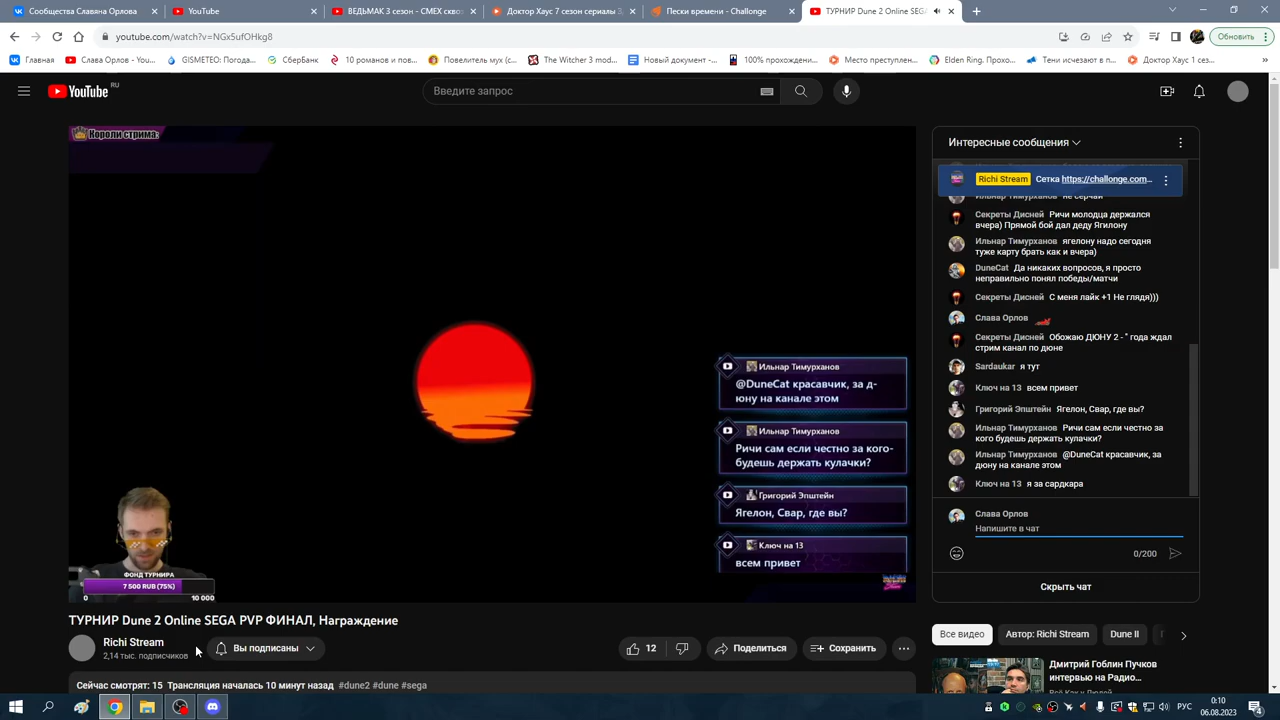 Сообщества Славяна Орлова
YouTube
ВЕДЬМАК 3 сезон - СМЕХ сквоз
Доктор Хаус 7 сезон сериалы
Пески времени - Challonge
ТУРНИР Dune 2 Online SEGA
youtube.com/watch?v=NGx5ufOHkg8
Обновить
Главная
Слава Орлов - You...
GISMETEO: Погода...
СберБанк
10 романов и пов...
Повелитель мух (с...
The Witcher 3 mod...
Новый документ -...
100% прохождени...
Место преступлен...
Elden Ring. Прохо...
Тени исчезают в п...
Доктор Хаус 1 сез...
YouTube RU
Введите запрос
Короли стрима:
Ильнар Тимурханов
@DuneCat красавчик, за д-
юну на канале этом
Ильнар Тимурханов
Ричи сам если честно за кого-
будешь держать кулачки?
Григорий Эпштейн
Ягелон, Свар, где вы?
Ключ на 13
всем привет
ФОНД ТУРНИРА
7 500 RUB (75%)
0 10 000
Интересные сообщения
Richi Stream Сетка https://challonge.com...
Ильнар Тимурханов не серчай
Секреты Дисней Ричи молодца держался
вчера) Прямой бой дал деду Ягилону
Ильнар Тимурханов ягелону надо сегодня
туже карту брать как и вчера)
DuneCat Да никаких вопросов, я просто
неправильно понял победы/матчи
Секреты Дисней С меня лайк +1 Не глядя)))
Слава Орлов
Секреты Дисней Обожаю ДЮНУ 2 - " года ждал
стрим канал по дюне
Sardaukar я тут
Ключ на 13 всем привет
Григорий Эпштейн Ягелон, Свар, где вы?
Ильнар Тимурханов Ричи сам если честно за
кого будешь держать кулачки?
Ильнар Тимурханов @DuneCat красавчик, за
дюну на канале этом
Ключ на 13 я за сардкара
Слава Орлов
Напишите в чат
0/200
Скрыть чат
ТУРНИР Dune 2 Online SEGA PVP ФИНАЛ, Награждение
Richi Stream
2,14 тыс. подписчиков
Вы подписаны
12
Поделиться
Сохранить
Сейчас смотрят: 15 Трансляция началась 10 минут назад #dune2 #dune #sega
Все видео
Автор: Richi Stream
Dune II
Дмитрий Гоблин Пучков
интервью на Радио...
Всё Как у Людей
РУС
0:10
06.08.2023
4